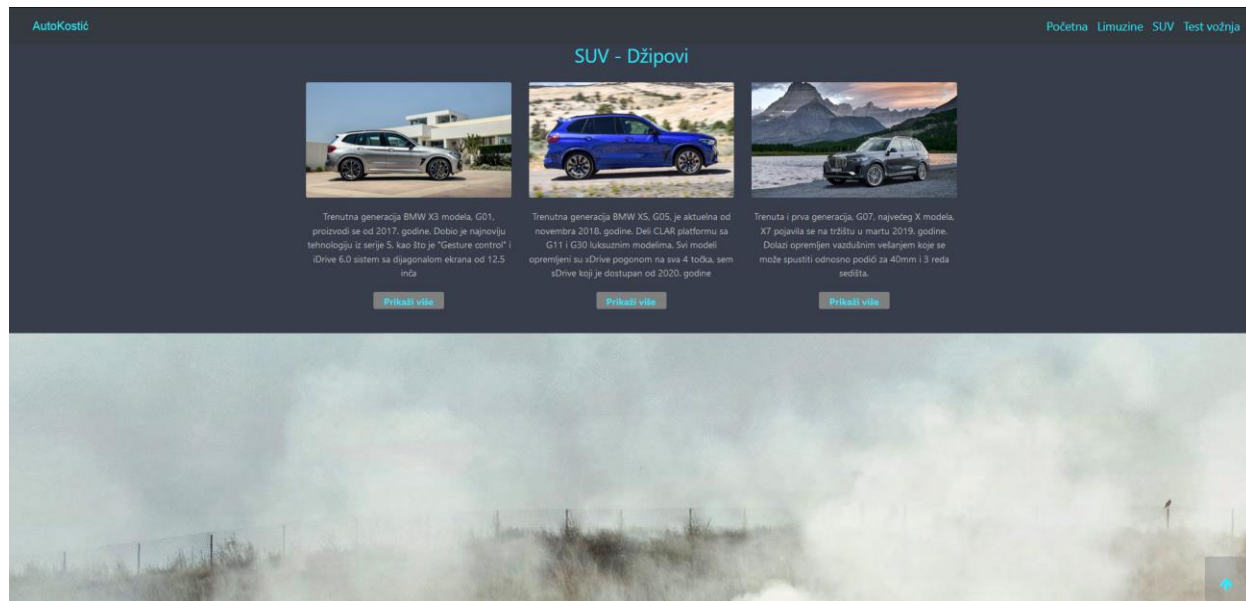 AutoKostić
Početna Limuzine SUV Test vožnja
SUV - Džipovi
Trenutna generacija BMW X3 modela, G01,
proizvodi se od 2017. godine. Dobio je najnoviju
tehnologiju iz serije 5, kao što je "Gesture control" i
iDrive 6.0 sistem sa dijagonalom ekrana od 12.5
inča
Prikaži više
Trenutna generacija BMW X5, G05, je aktuelna od
novembra 2018. godine. Deli CLAR platformu sa
G11 i G30 luksuznim modelima. Svi modeli
opremljeni su xDrive pogonom na sva 4 točka, sem
sDrive koji je dostupan od 2020. godine
Prikaži više
Trenuta i prva generacija, G07, najvećeg X modela,
X7 pojavila se na tržištu u martu 2019. godine.
Dolazi opremljen vazdušnim vešanjem koje se
može spustiti odnosno podići za 40mm i 3 reda
sedišta.
Prikaži više